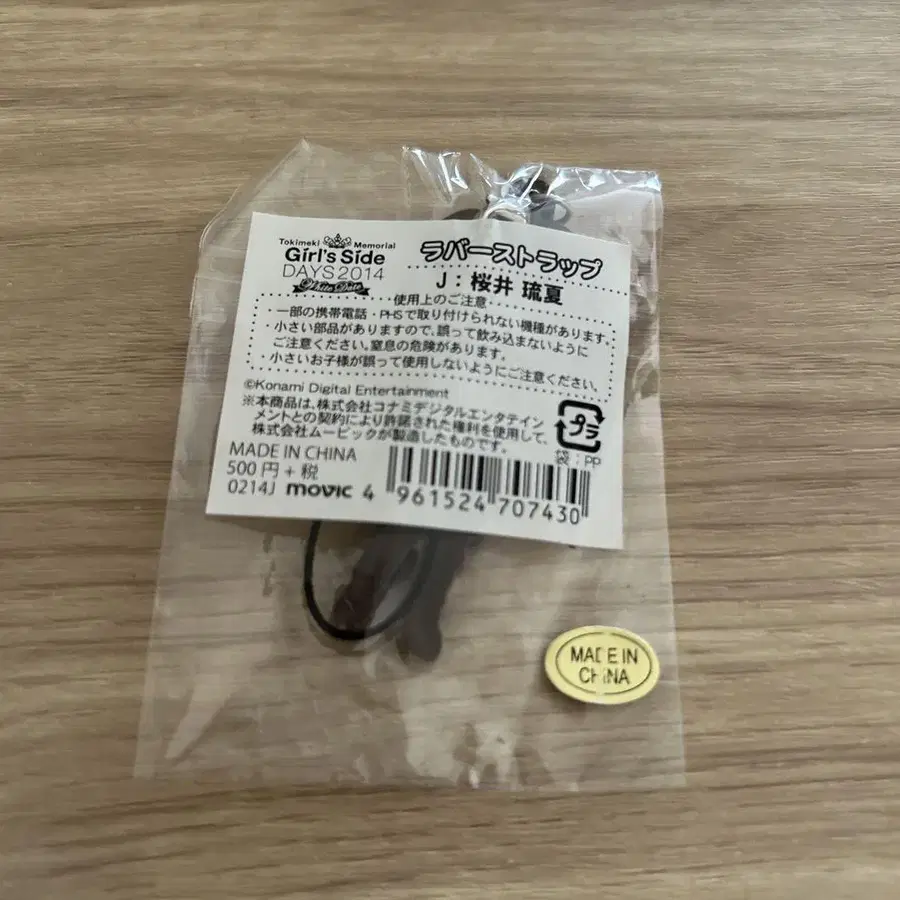 Tokimeki Memorial
Girl's Side
DAYS 2014
White Date
ラバーストラップ
J：桜井 琉夏
使用上のご注意
・一部の携帯電話・PHSで取り付けられない機種があります。
・小さい部品がありますので、誤って飲み込まないように
ご注意ください。窒息の危険があります。
・小さいお子様が誤って使用しないようにご注意ください。
©Konami Digital Entertainment
※本商品は、株式会社コナミデジタルエンタテイン
メントとの契約により許諾された権利を使用して、
株式会社ムービックが製造したものです。
プラ
袋：PP
MADE IN CHINA
500円＋税
0214J movic 4 961524 707430
MADE IN
CHINA